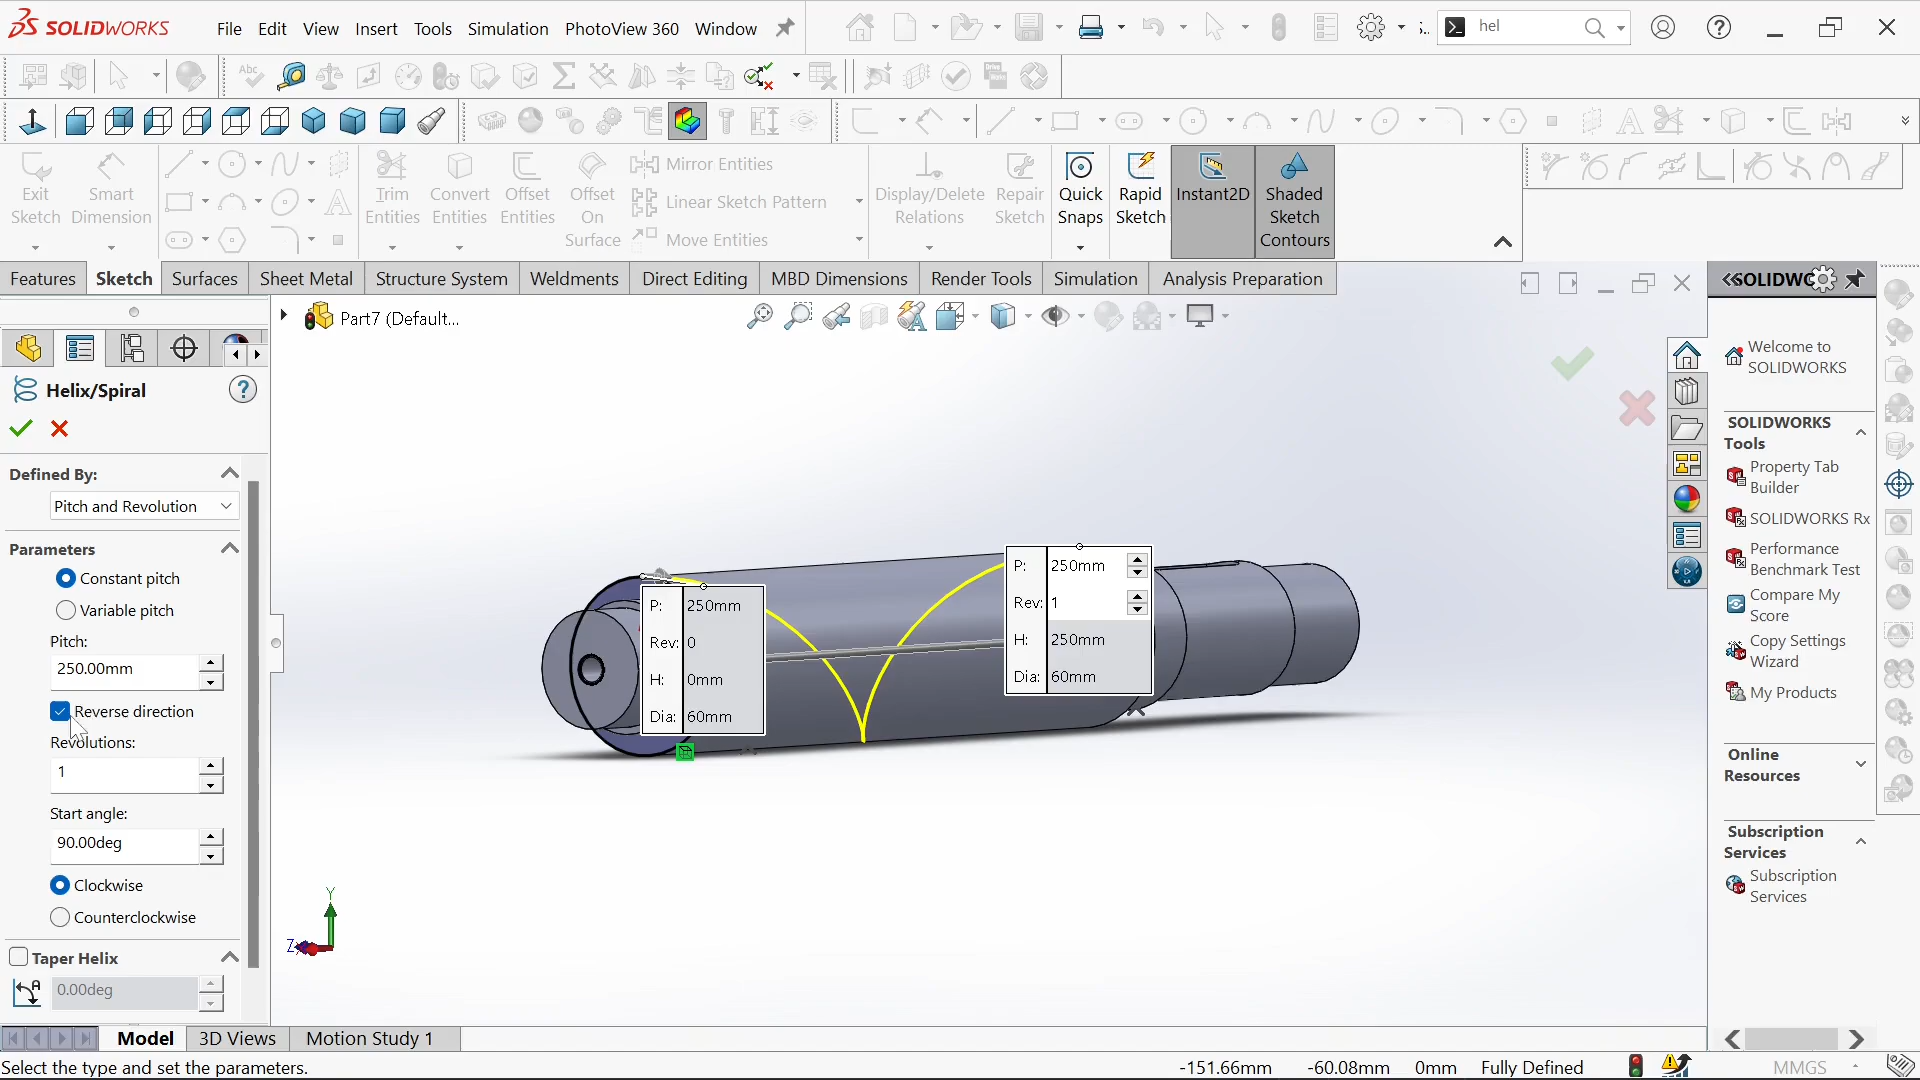 SOLIDWORKS
File Edit View Insert Tools Simulation PhotoView 360 Window
hel
Abc
Exit Sketch
Smart Dimension
Trim Entities
Convert Entities
Offset Entities
Offset On Surface
Mirror Entities
Linear Sketch Pattern
Move Entities
Display/Delete Relations
Repair Sketch
Quick Snaps
Rapid Sketch
Instant2D
Shaded Sketch Contours
Features Sketch Surfaces Sheet Metal Structure System Weldments Direct Editing MBD Dimensions Render Tools Simulation Analysis Preparation
SOLIDWO
Part7 (Default...
Helix/Spiral
Defined By:
Pitch and Revolution
Parameters
Constant pitch
Variable pitch
Pitch:
250.00mm
Reverse direction
Revolutions:
1
Start angle:
90.00deg
Clockwise
Counterclockwise
Taper Helix
0.00deg
P: 250mm
Rev: 0
H: 0mm
Dia: 60mm
P: 250mm
Rev: 1
H: 250mm
Dia: 60mm
Y
Z
Welcome to
SOLIDWORKS
SOLIDWORKS
Tools
Property Tab
Builder
SOLIDWORKS Rx
Performance
Benchmark Test
Compare My
Score
Copy Settings
Wizard
My Products
Online
Resources
Subscription
Services
Subscription
Services
Model 3D Views Motion Study 1
Select the type and set the parameters.
-151.66mm -60.08mm 0mm Fully Defined MMGS